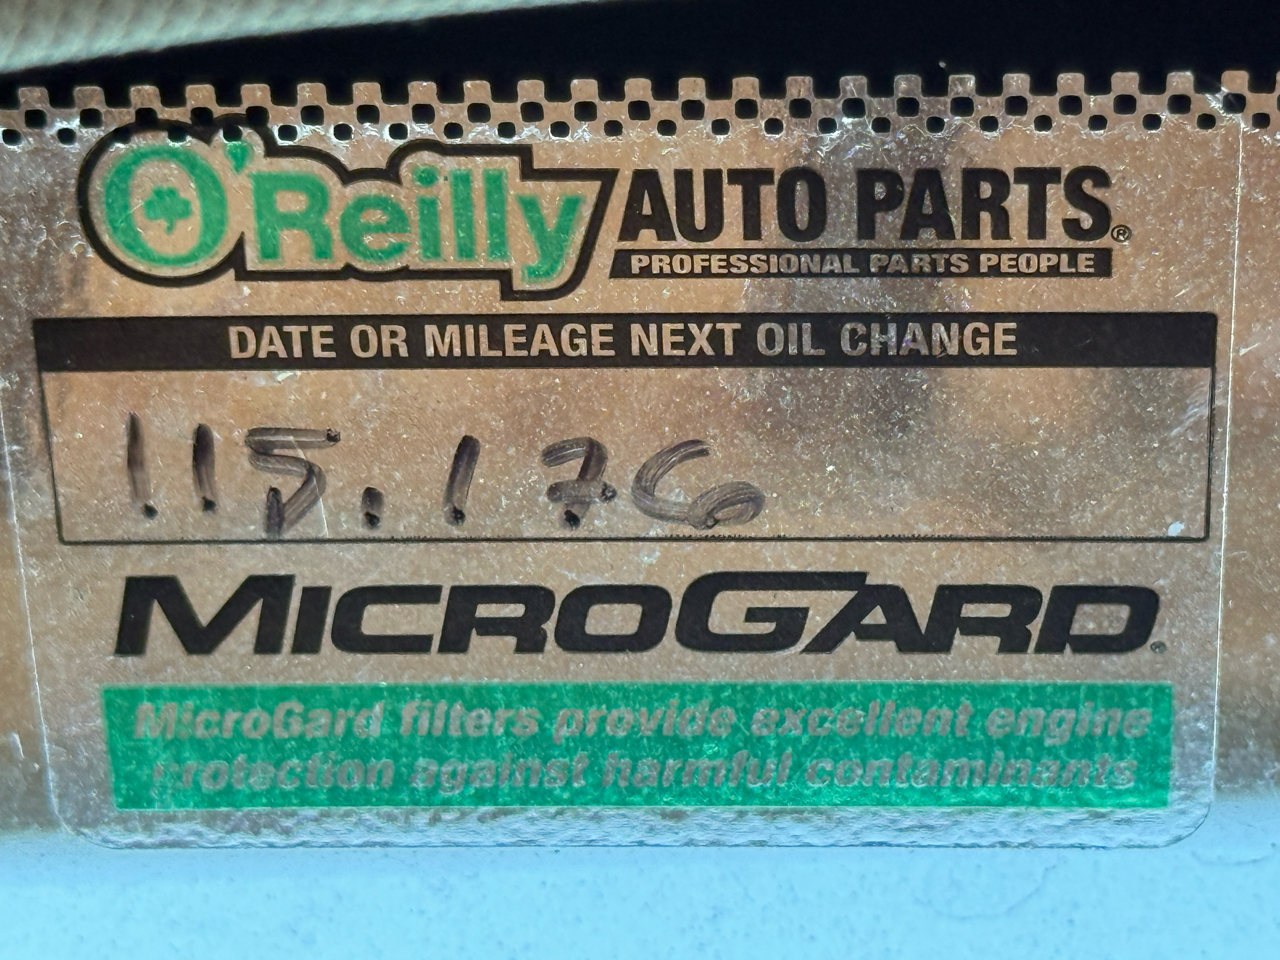 O'Reilly AUTO PARTS®
PROFESSIONAL PARTS PEOPLE
DATE OR MILEAGE NEXT OIL CHANGE
115.176
MICROGARD®
MicroGard filters provide excellent engine
protection against harmful contaminants